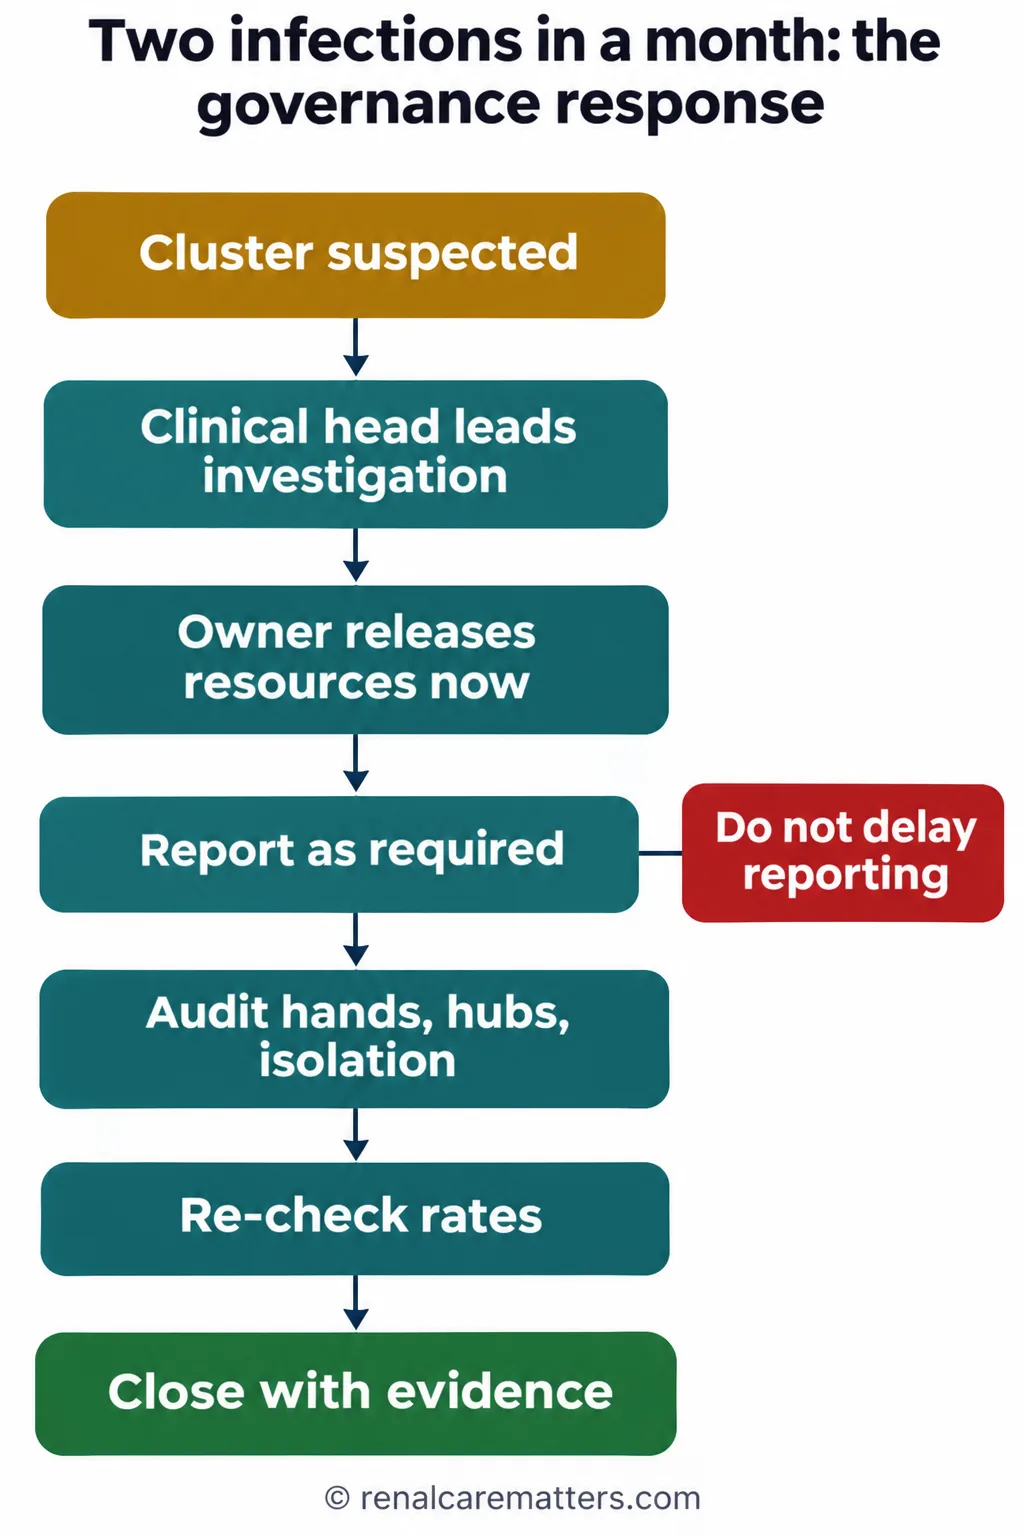 Two infections in a month: the
governance response
Cluster suspected
Clinical head leads
investigation
Owner releases
resources now
Report as required
Do not delay
reporting
Audit hands, hubs,
isolation
Re-check rates
Close with evidence
© renalcarematters.com